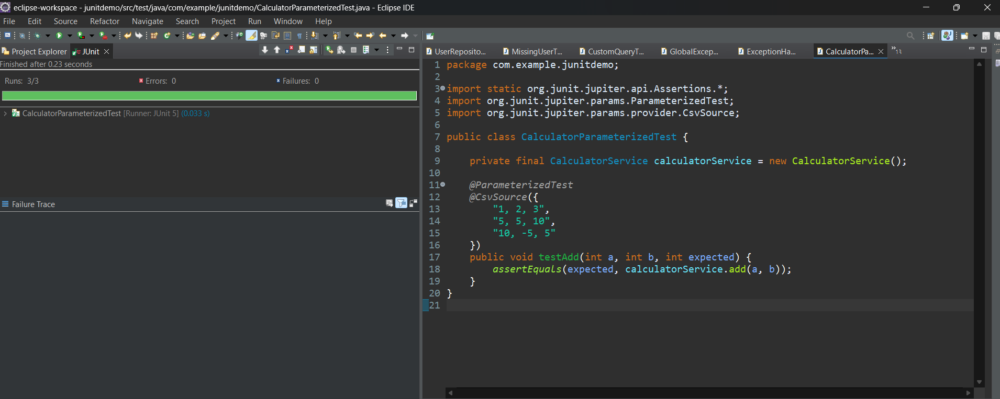 eclipse-workspace - junitdemo/src/test/java/com/example/junitdemo/CalculatorParameterizedTest.java - Eclipse IDE
File Edit Source Refactor Navigate Search Project Run Window Help
Project Explorer JUnit
Finished after 0.23 seconds
Runs: 3/3 Errors: 0 Failures: 0
CalculatorParameterizedTest [Runner: JUnit 5] (0.033 s)
Failure Trace
UserReposito... MissingUserT... CustomQueryT... GlobalExcep... ExceptionHa... CalculatorPa... »13
1 package com.example.junitdemo;
2
3 import static org.junit.jupiter.api.Assertions.*;
4 import org.junit.jupiter.params.ParameterizedTest;
5 import org.junit.jupiter.params.provider.CsvSource;
6
7 public class CalculatorParameterizedTest {
8
9 private final CalculatorService calculatorService = new CalculatorService();
10
11 @ParameterizedTest
12 @CsvSource({
13 "1, 2, 3",
14 "5, 5, 10",
15 "10, -5, 5"
16 })
17 public void testAdd(int a, int b, int expected) {
18 assertEquals(expected, calculatorService.add(a, b));
19 }
20 }
21